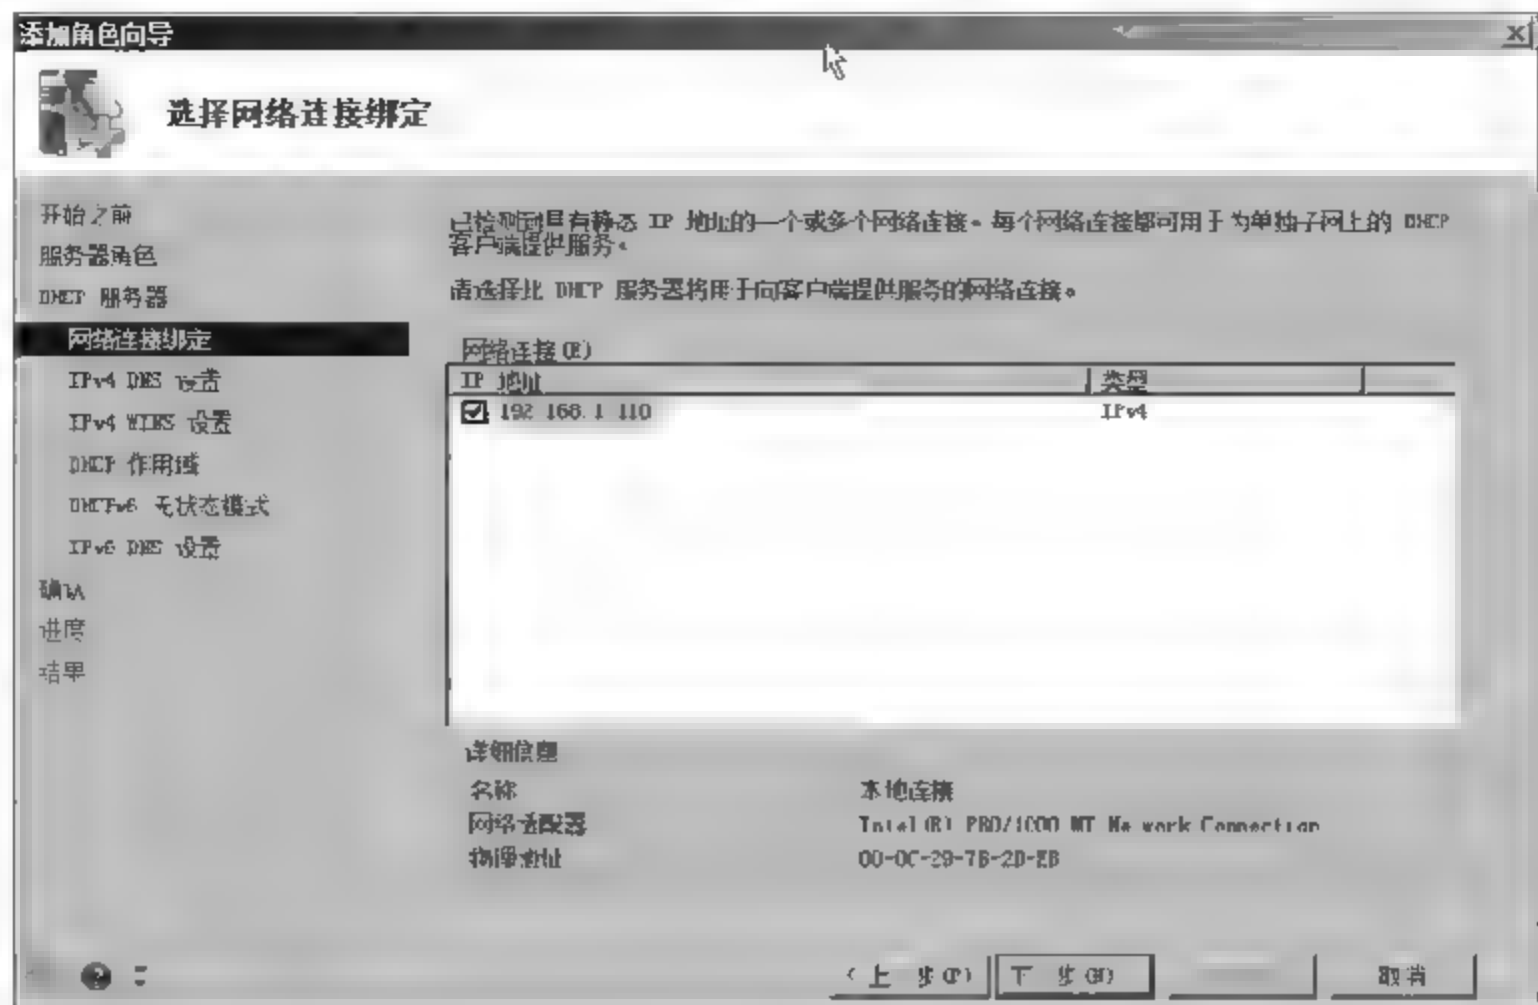 添加角色向导
选择网络连接绑定
开始之前
服务器角色
DHCP 服务器
网络连接绑定
IPv4 DNS 设置
IPv4 WINS 设置
DHCP 作用域
DHCPv6 无状态模式
IPv6 DNS 设置
确认
进度
结果
已检测到具有静态 IP 地址的一个或多个网络连接。每个网络连接都可用于为单独子网上的 DHCP
客户端提供服务。
请选择此 DHCP 服务器将用于向客户端提供服务的网络连接。
网络连接(E)
IP 地址 类型
192.168.1.110 IPv4
详细信息
名称 本地连接
网络适配器 Intel(R) PRO/1000 MT Network Connection
物理地址 00-0C-29-7B-2D-EB
< 上一步(P) 下一步(N) 取消